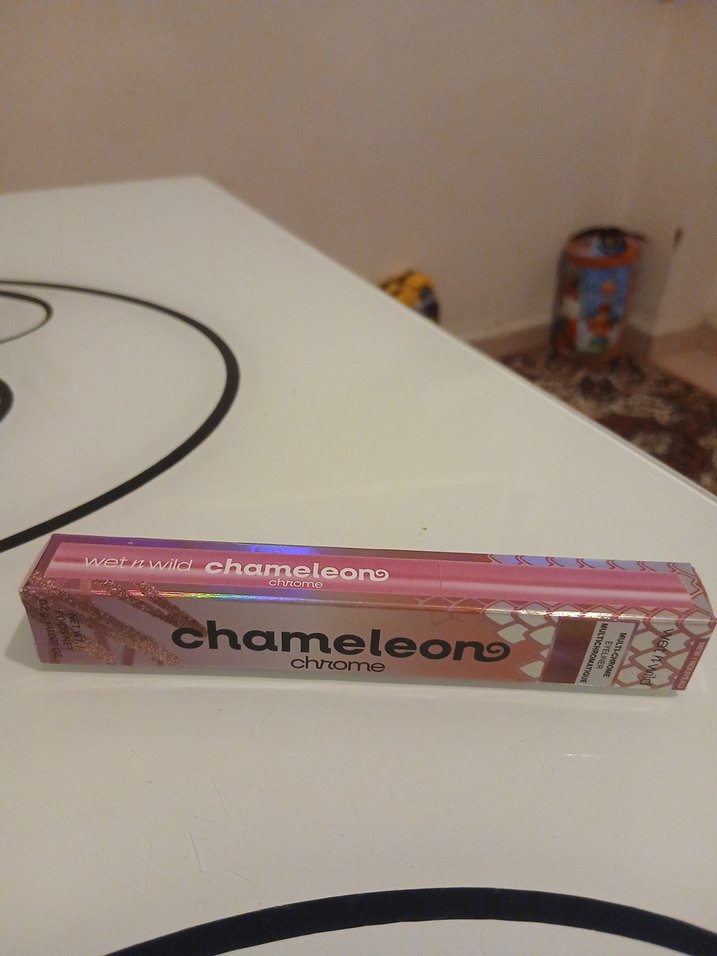 wet n wild chameleon
chrome
chameleon
chrome
MULTI-CHROME
EYELINER
MULTICHROMATIQUE
wet n wild